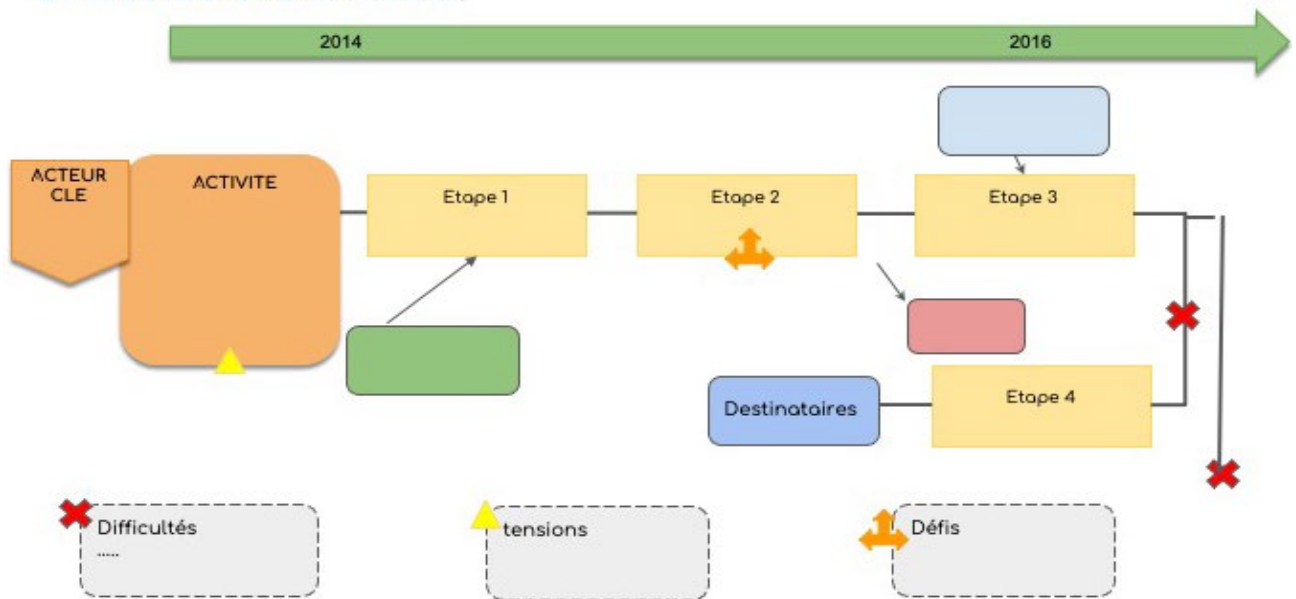 2014
2016
ACTEUR
CLE
ACTIVITE
Etape 1
Etape 2
Etape 3
Destinataires
Etape 4
Difficultés
.....
tensions
Défis